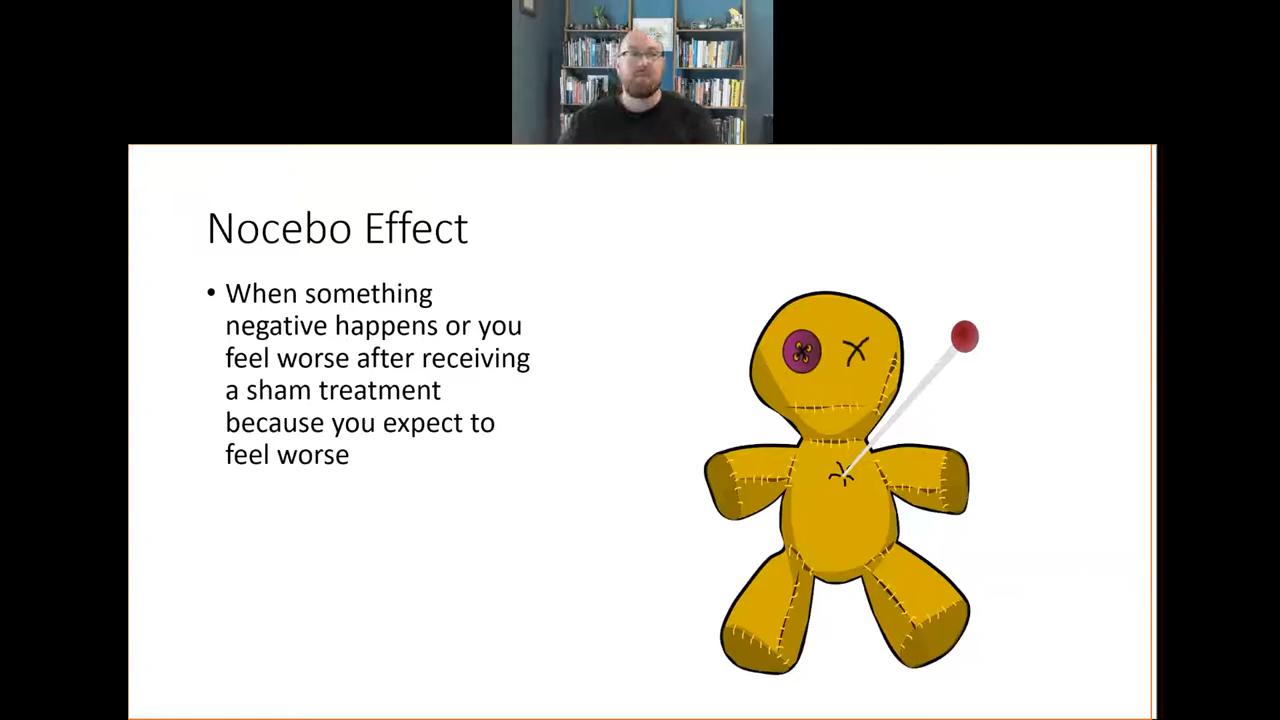 Nocebo Effect
• When something
negative happens or you
feel worse after receiving
a sham treatment
because you expect to
feel worse